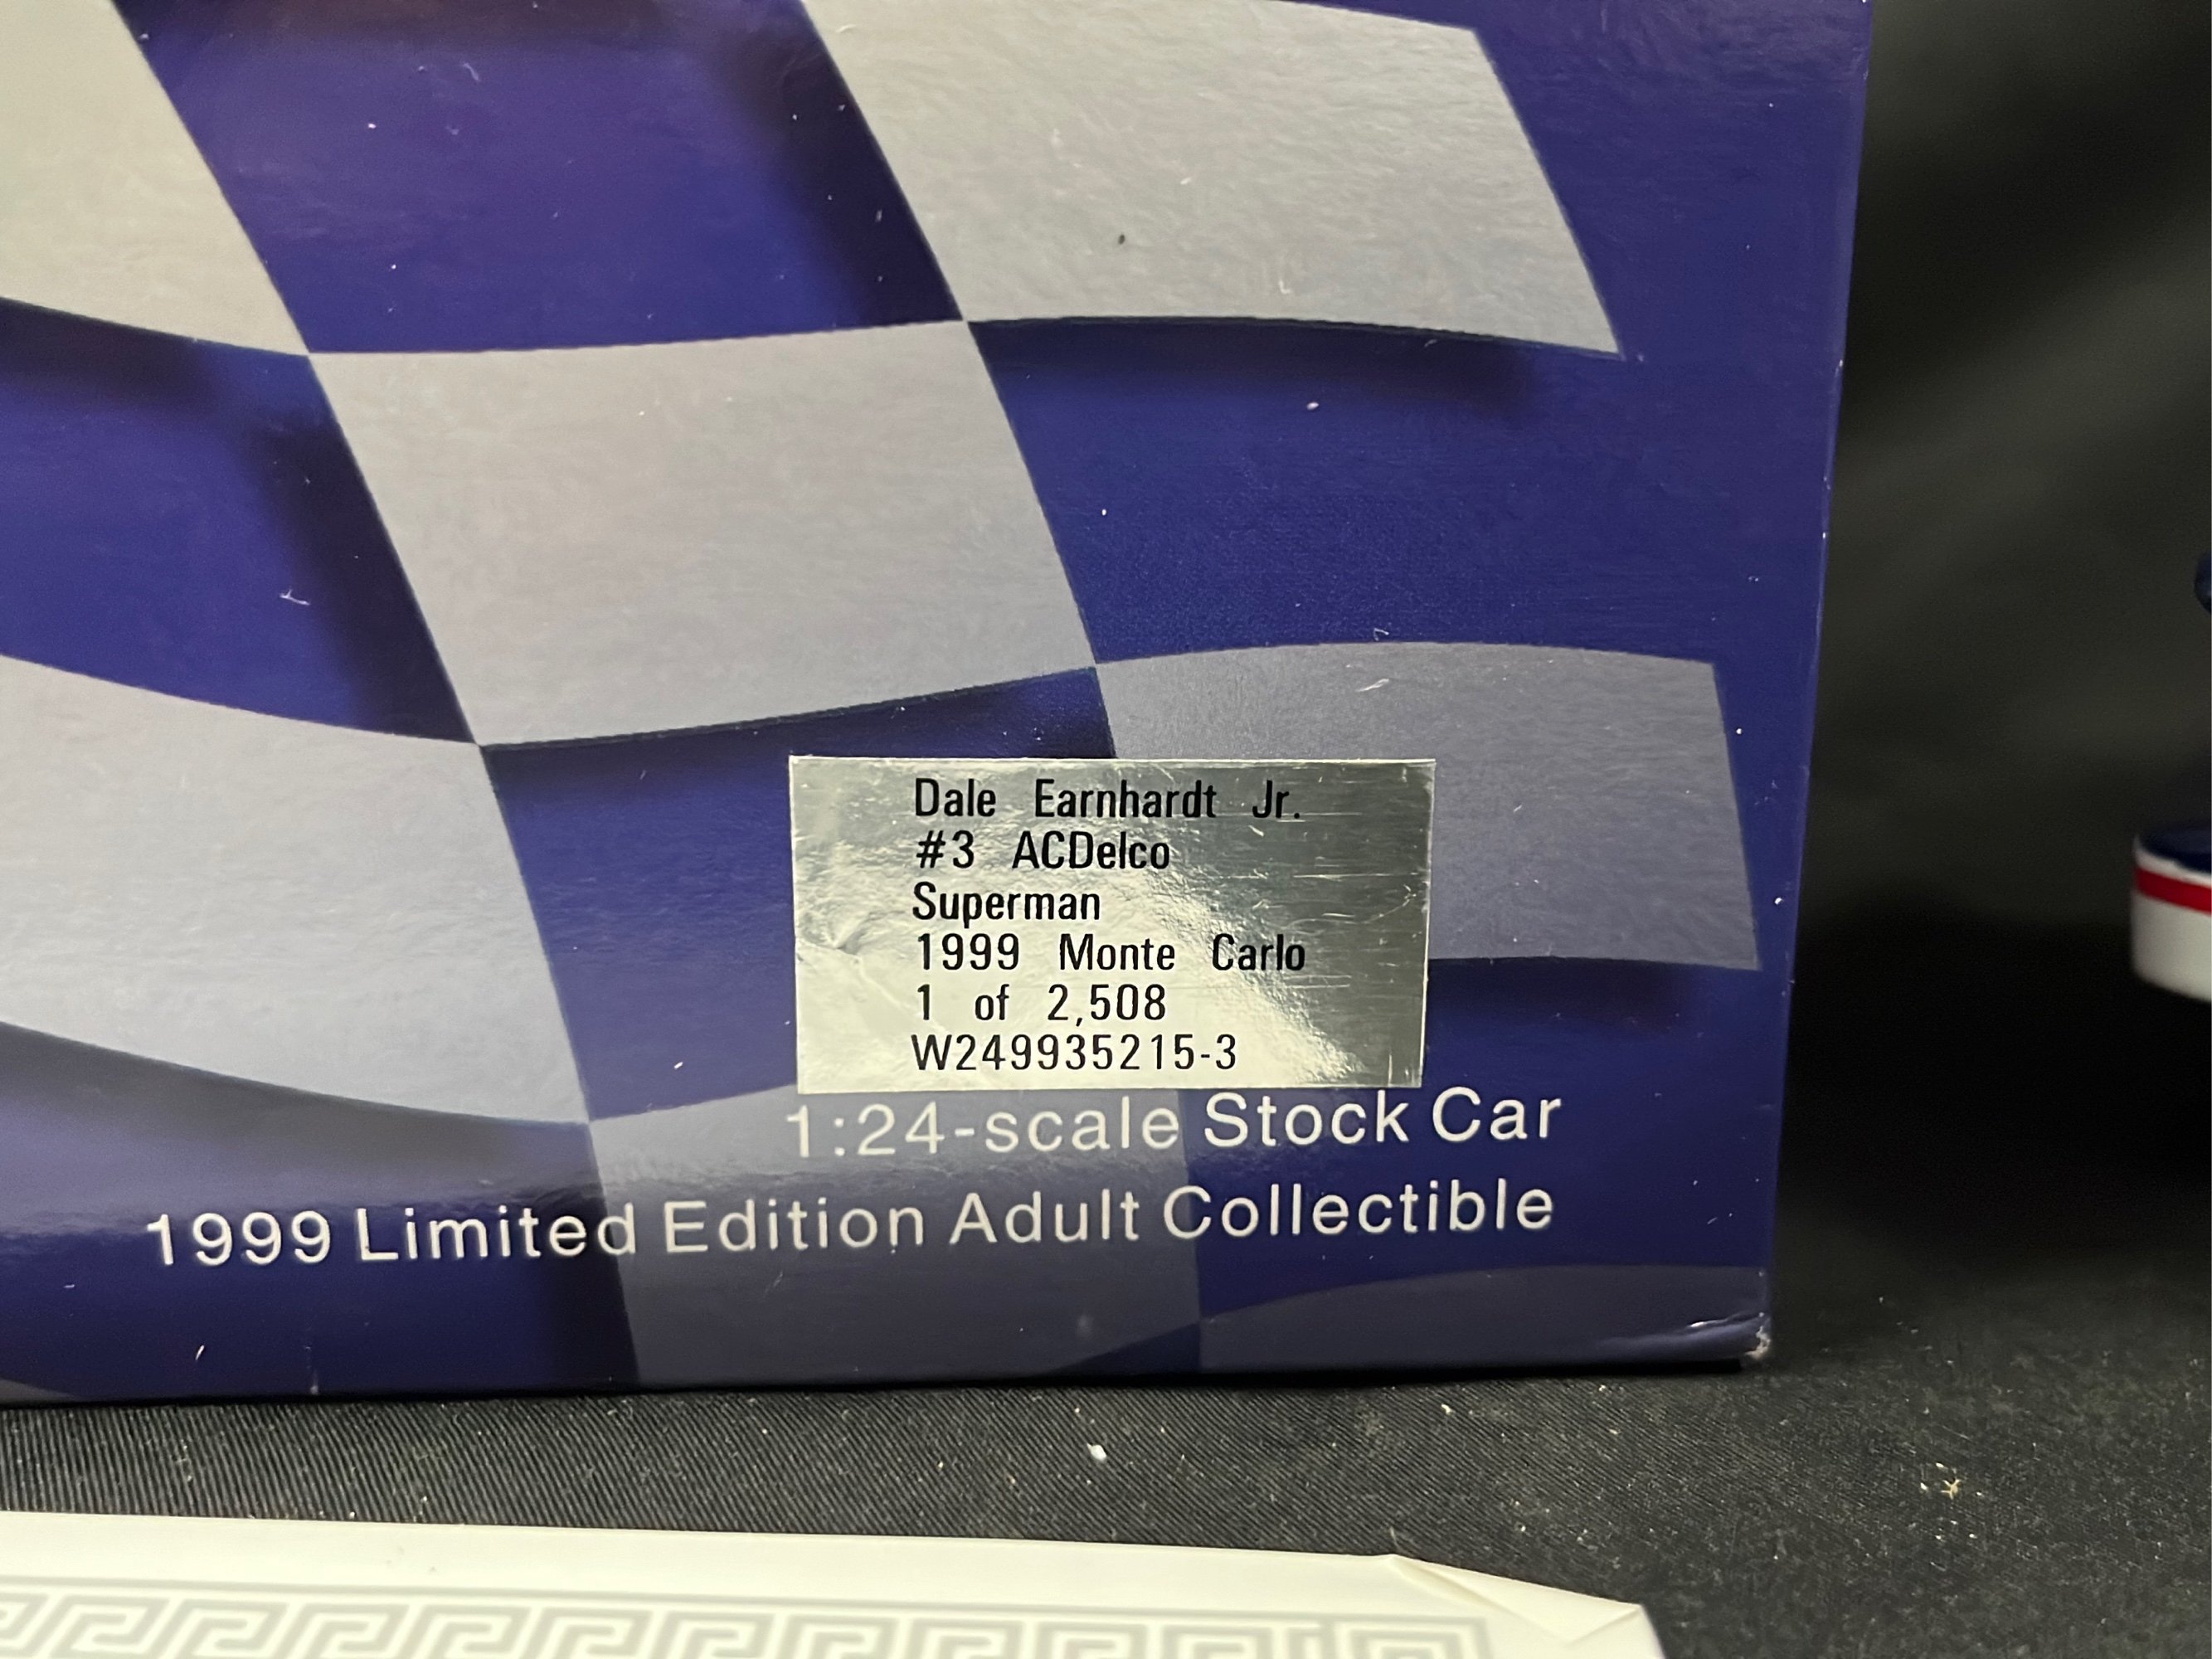 Dale Earnhardt Jr.
#3 ACDelco
Superman
1999 Monte Carlo
1 of 2,508
W249935215-3
1:24-scale Stock Car
1999 Limited Edition Adult Collectible